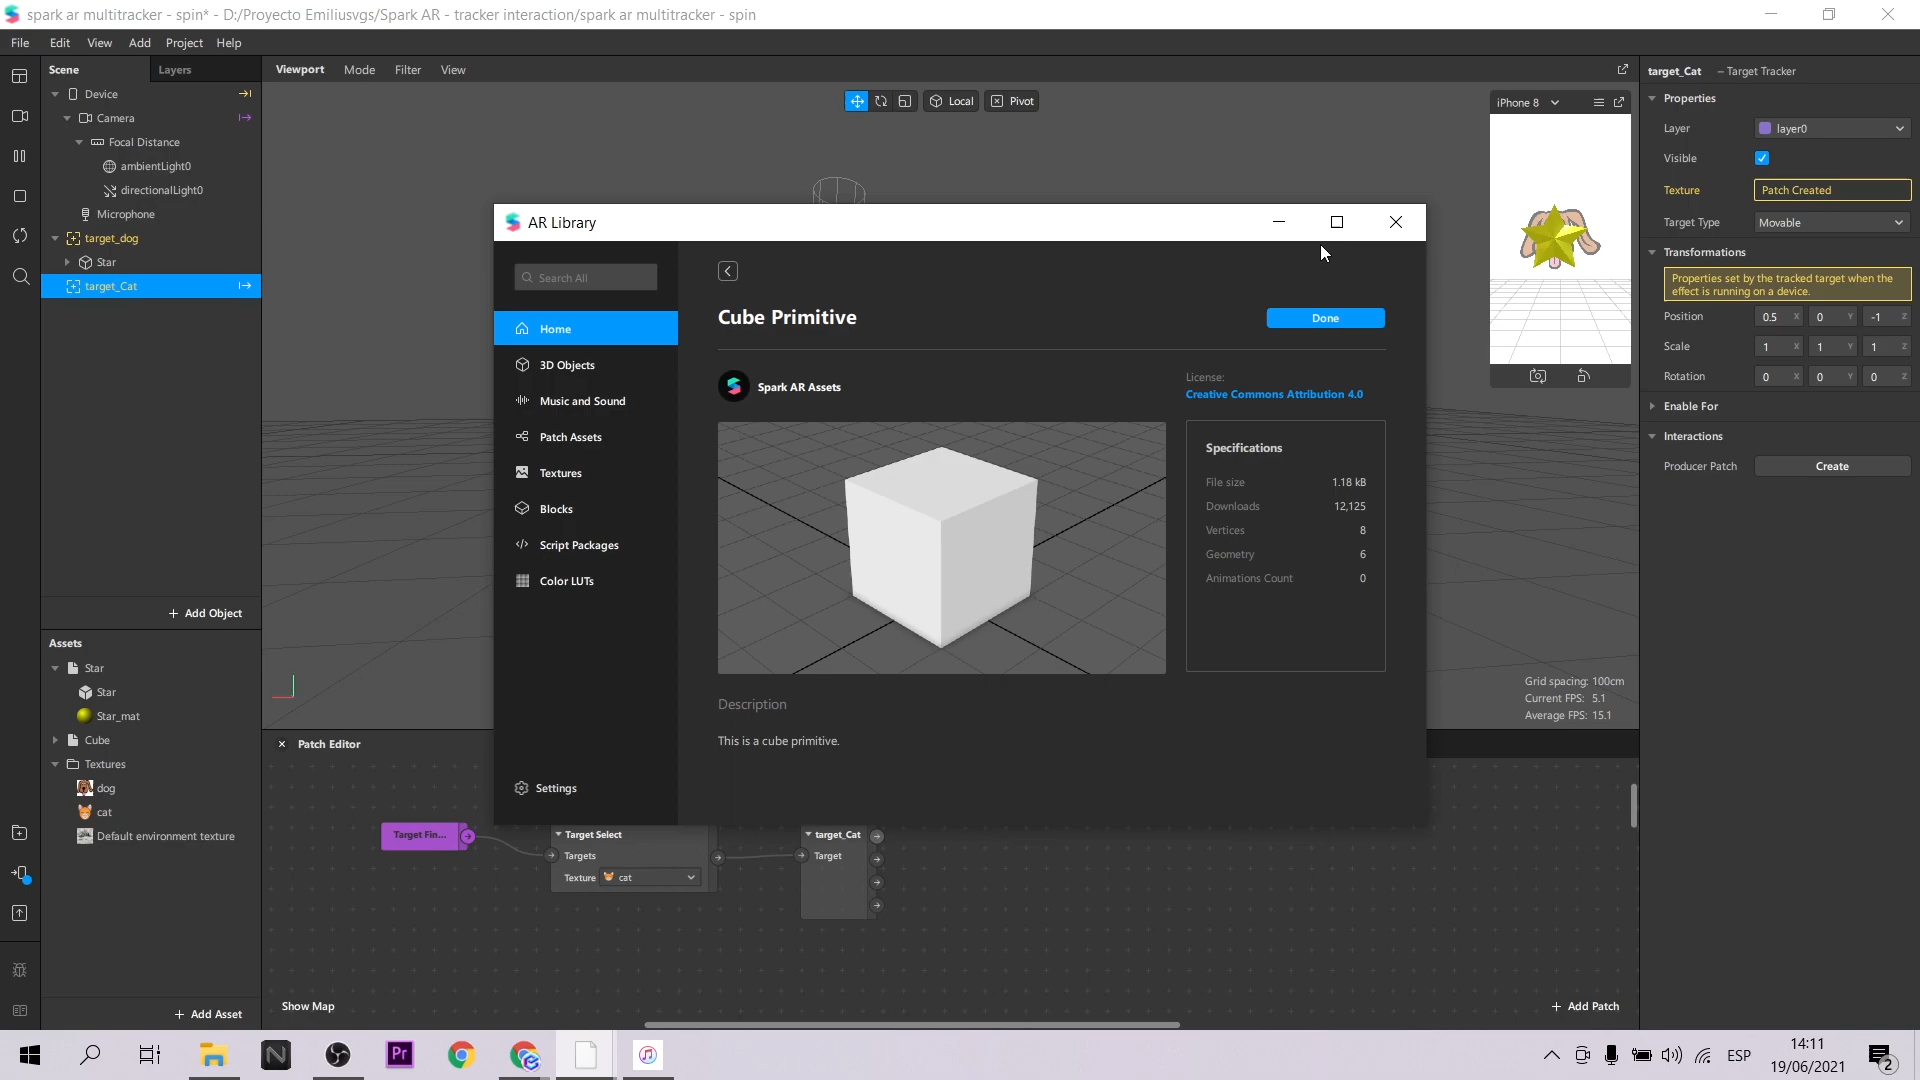 spark ar multitracker - spin* - D:/Proyecto Emiliusvgs/Spark AR - tracker interaction/spark ar multitracker - spin
File Edit View Add Project Help
Scene Layers
Viewport Mode Filter View
Device
Camera
Focal Distance
ambientLight0
directionalLight0
Microphone
target_dog
Star
target_Cat
+ Add Object
Assets
Star
Star
Star_mat
Cube
Textures
dog
cat
Default environment texture
+ Add Asset
Local Pivot
iPhone 8
AR Library
Search All
Home
3D Objects
Music and Sound
Patch Assets
Textures
Blocks
Script Packages
Color LUTs
Settings
Cube Primitive
Done
Spark AR Assets
License:
Creative Commons Attribution 4.0
Specifications
File size 1.18 kB
Downloads 12,125
Vertices 8
Geometry 6
Animations Count 0
Description
This is a cube primitive.
Grid spacing: 100cm
Current FPS: 5.1
Average FPS: 15.1
Patch Editor
Target Fin...
Target Select
Targets
Texture cat
target_Cat
Target
Show Map
+ Add Patch
target_Cat – Target Tracker
Properties
Layer layer0
Visible
Texture Patch Created
Target Type Movable
Transformations
Properties set by the tracked target when the
effect is running on a device.
Position 0.5 X 0 Y -1 Z
Scale 1 X 1 Y 1 Z
Rotation 0 X 0 Y 0 Z
Enable For
Interactions
Producer Patch Create
N
Pr
ESP
14:11
19/06/2021
2